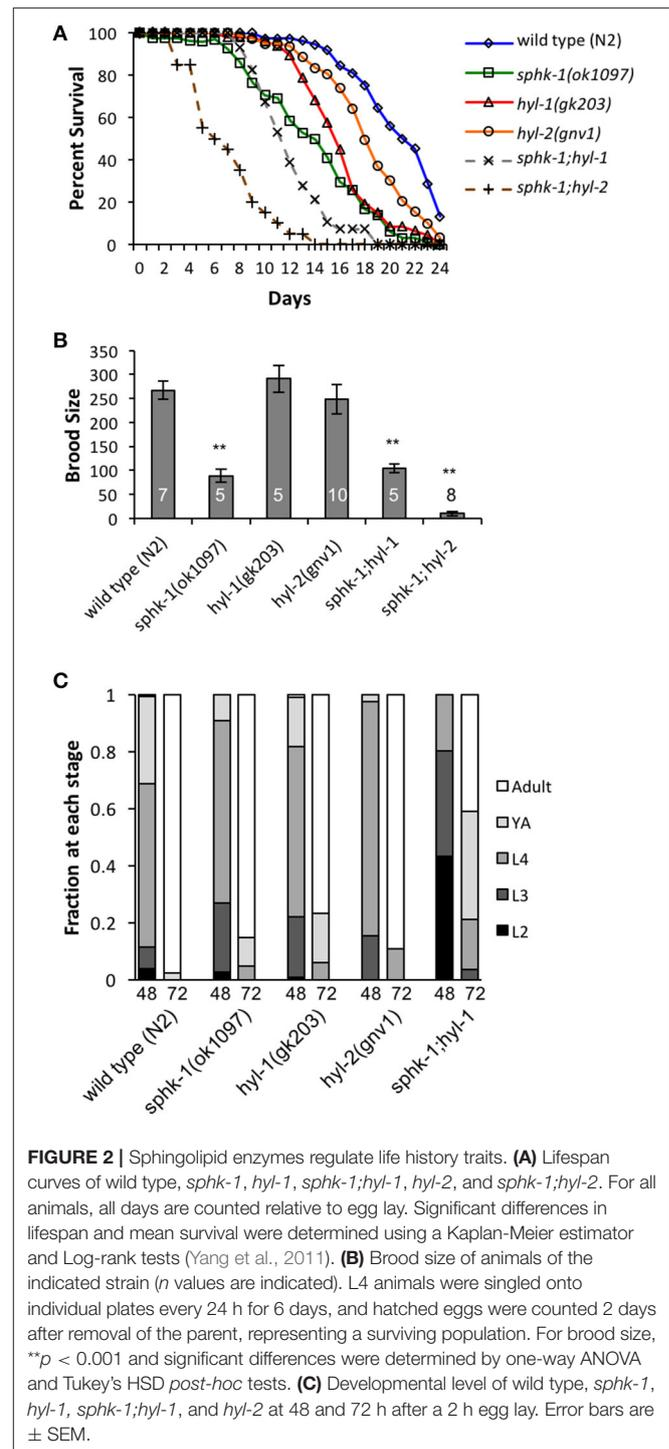 A
100
80
60
40
20
0
Percent Survival
0 2 4 6 8 10 12 14 16 18 20 22 24
Days
wild type (N2)
sphk-1(ok1097)
hyl-1(gk203)
hyl-2(gnv1)
sphk-1;hyl-1
sphk-1;hyl-2
B
350
300
250
200
150
100
50
0
Brood Size
** ** **
7 5 5 10 5 8
wild type (N2)
sphk-1(ok1097)
hyl-1(gk203)
hyl-2(gnv1)
sphk-1;hyl-1
sphk-1; hyl-2
C
1
0.8
0.6
0.4
0.2
0
Fraction at each stage
Adult
YA
L4
L3
L2
48 72 48 72 48 72 48 72 48 72
wild type (N2)
sphk-1(ok1097)
hyl-1(gk203)
hyl-2(gnv1)
sphk-1;hyl-1
FIGURE 2 | Sphingolipid enzymes regulate life history traits. (A) Lifespan
curves of wild type, sphk-1, hyl-1, sphk-1;hyl-1, hyl-2, and sphk-1;hyl-2. For all
animals, all days are counted relative to egg lay. Significant differences in
lifespan and mean survival were determined using a Kaplan-Meier estimator
and Log-rank tests (Yang et al., 2011). (B) Brood size of animals of the
indicated strain (n values are indicated). L4 animals were singled onto
individual plates every 24 h for 6 days, and hatched eggs were counted 2 days
after removal of the parent, representing a surviving population. For brood size,
**p < 0.001 and significant differences were determined by one-way ANOVA
and Tukey's HSD post-hoc tests. (C) Developmental level of wild type, sphk-1,
hyl-1, sphk-1;hyl-1, and hyl-2 at 48 and 72 h after a 2 h egg lay. Error bars are
± SEM.